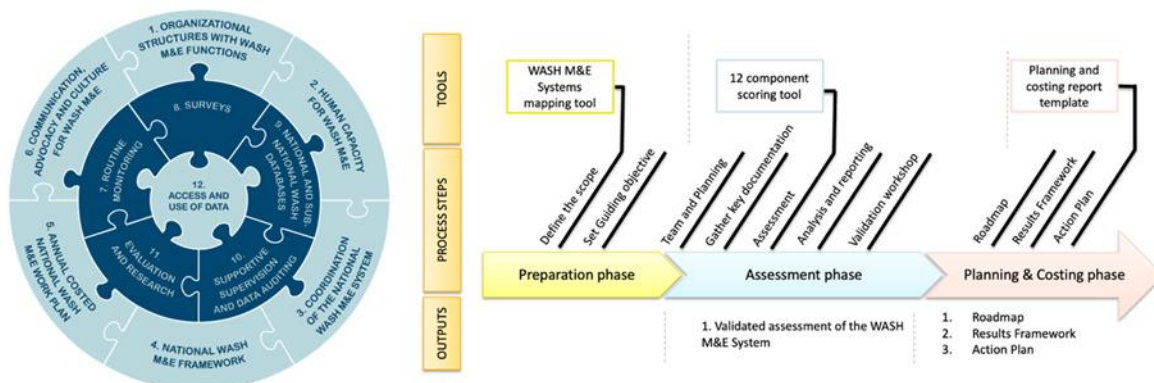 1. ORGANIZATIONAL
STRUCTURES WITH WASH
M&E FUNCTIONS
2. HUMAN CAPACITY
FOR WASH M&E
3. COORDINATION
OF THE NATIONAL
WASH M&E SYSTEM
4. NATIONAL WASH
M&E FRAMEWORK
5. ANNUAL COSTED
NATIONAL WASH
M&E WORK PLAN
6. COMMUNICATION,
ADVOCACY AND CULTURE
FOR WASH M&E
7. ROUTINE
MONITORING
8. SURVEYS
9. NATIONAL AND SUB-
NATIONAL WASH
DATABASES
10.
SUPPORTIVE
SUPERVISION
AND DATA AUDITING
11.
EVALUATION
AND RESEARCH
12.
ACCESS AND
USE OF DATA
TOOLS
WASH M&E
Systems
mapping tool
12 component
scoring tool
Planning and
costing report
template
PROCESS STEPS
Define the scope
Set Guiding objective
Team and Planning
Gather key documentation
Assessment
Analysis and reporting
Validation workshop
Roadmap
Results Framework
Action Plan
Preparation phase
Assessment phase
Planning & Costing phase
OUTPUTS
1. Validated assessment of the WASH
M&E System
1. Roadmap
2. Results Framework
3. Action Plan